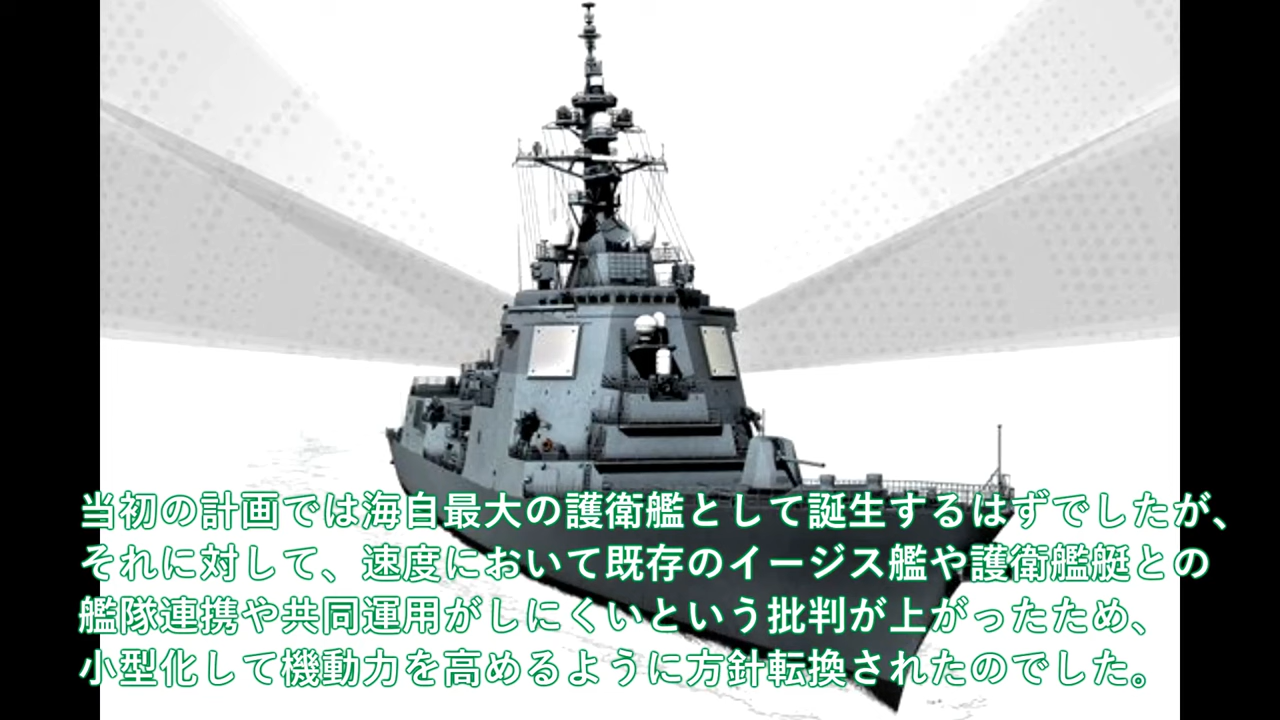 当初の計画では海自最大の護衛艦として誕生するはずでしたが、
それに対して、速度において既存のイージス艦や護衛艦艇との
艦隊連携や共同運用がしにくいという批判が上がったため、
小型化して機動力を高めるように方針転換されたのでした。